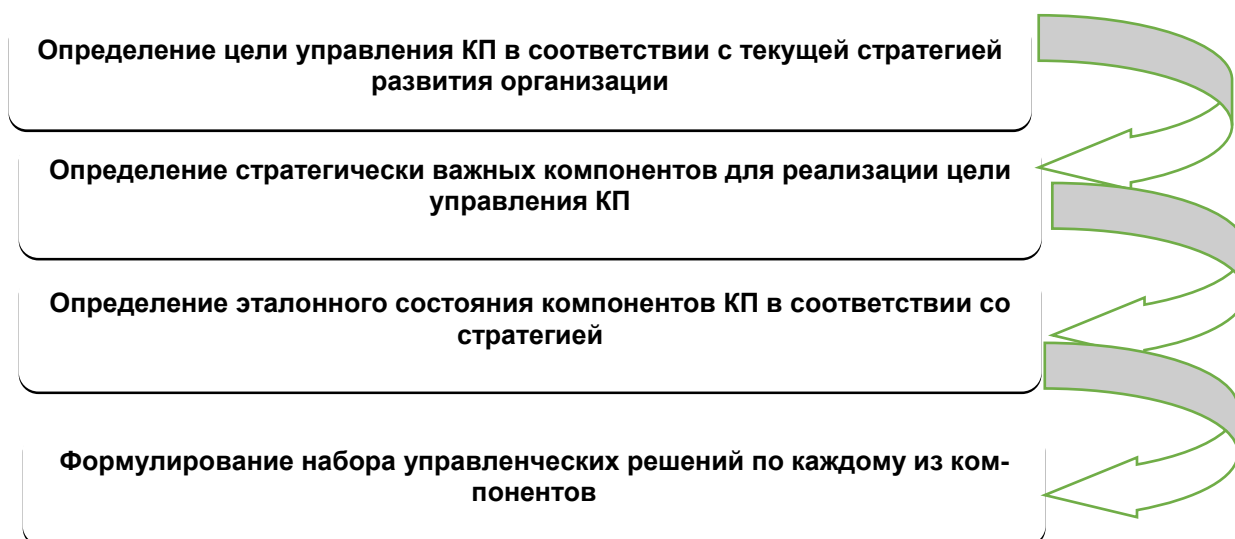 Определение цели управления КП в соответствии с текущей стратегией
развития организации
Определение стратегически важных компонентов для реализации цели
управления КП
Определение эталонного состояния компонентов КП в соответствии со
стратегией
Формулирование набора управленческих решений по каждому из ком-
понентов